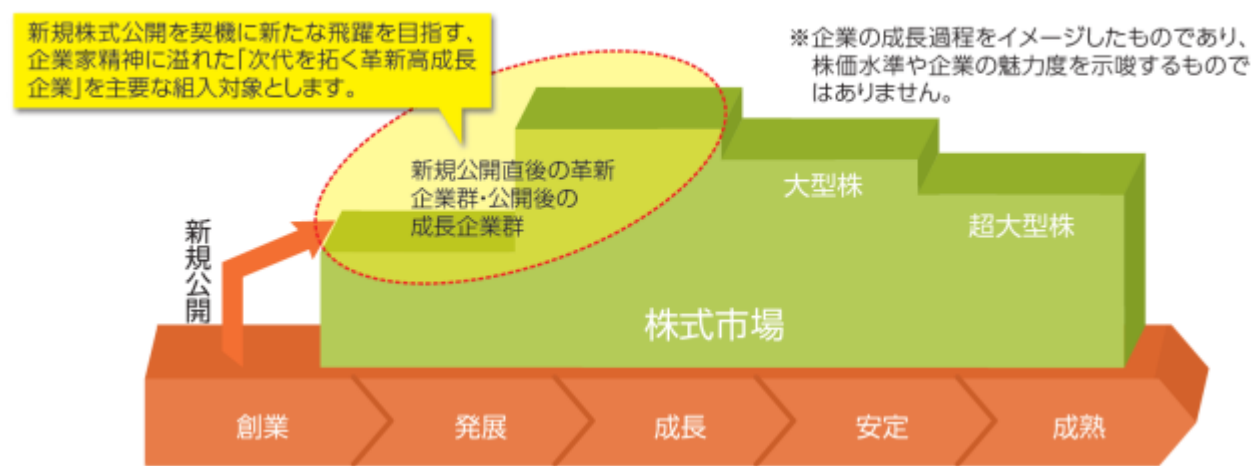 新規株式公開を契機に新たな飛躍を目指す、
企業家精神に溢れた「次代を拓く革新高成長
企業」を主要な組入対象とします。
※企業の成長過程をイメージしたものであり、
株価水準や企業の魅力度を示唆するもので
はありません。
新規公開直後の革新
企業群・公開後の
成長企業群
大型株
超大型株
新規公開
株式市場
創業
発展
成長
安定
成熟